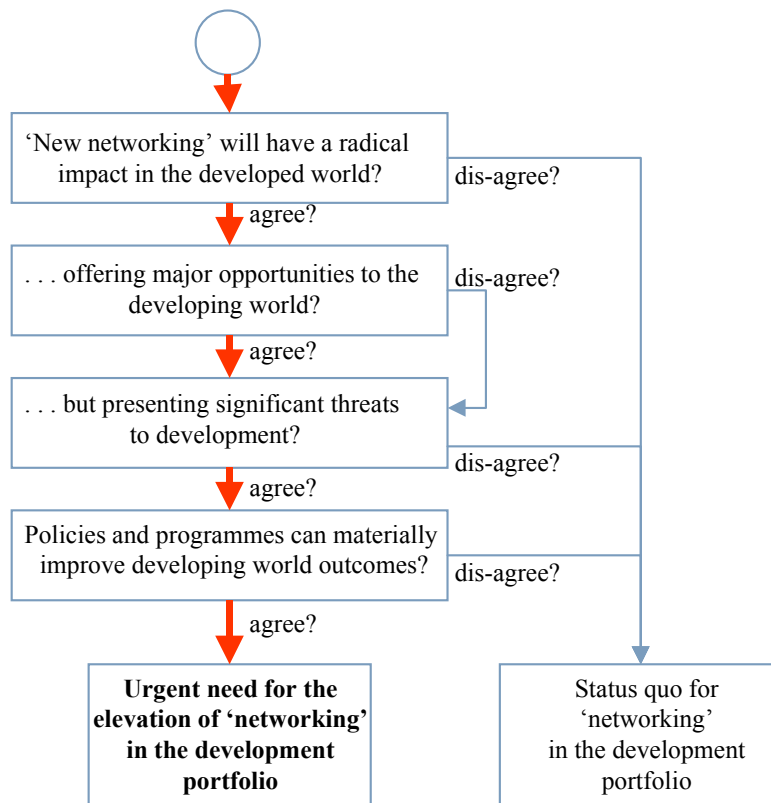 ‘New networking’ will have a radical
impact in the developed world?
dis-agree?
agree?
. . . offering major opportunities to the
developing world?
dis-agree?
agree?
. . . but presenting significant threats
to development?
dis-agree?
agree?
Policies and programmes can materially
improve developing world outcomes?
dis-agree?
agree?
Urgent need for the
elevation of ‘networking’
in the development
portfolio
Status quo for
‘networking’
in the development
portfolio